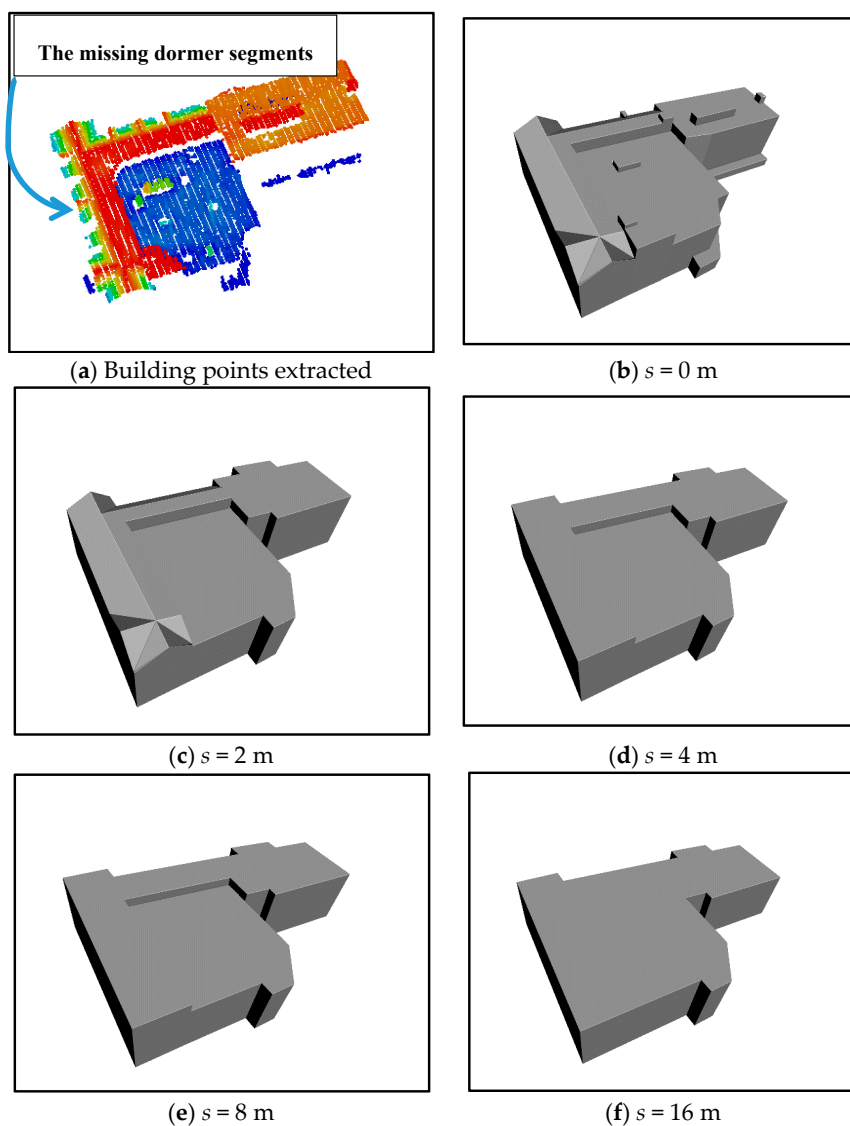 The missing dormer segments
(a) Building points extracted
(b) s = 0 m
(c) s = 2 m
(d) s = 4 m
(e) s = 8 m
(f) s = 16 m